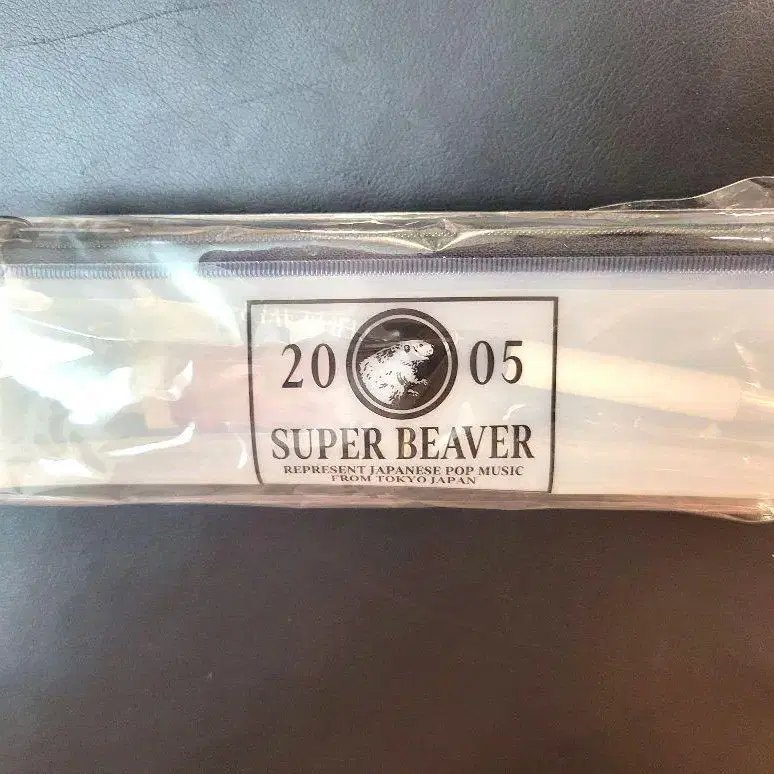 20 05
SUPER BEAVER
REPRESENT JAPANESE POP MUSIC
FROM TOKYO JAPAN